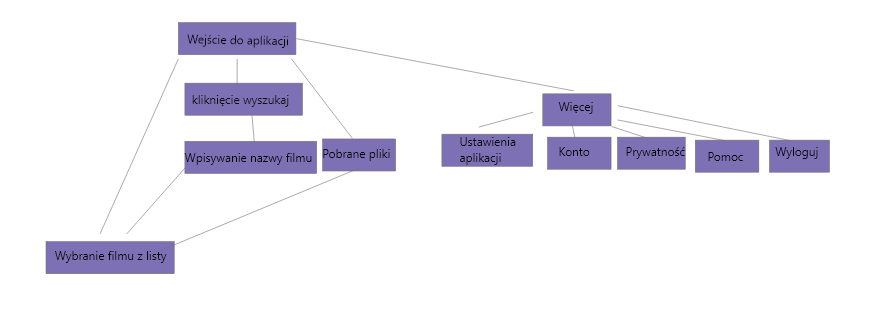 Wejście do aplikacji
kliknięcie wyszukaj
Więcej
Wpisywanie nazwy filmu
Pobrane pliki
Ustawienia
aplikacji
Konto
Prywatność
Pomoc
Wyloguj
Wybranie filmu z listy